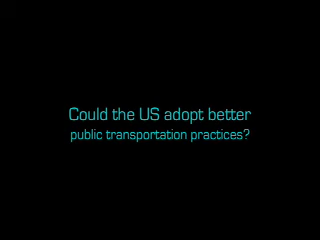 Could the US adopt better
public transportation practices?